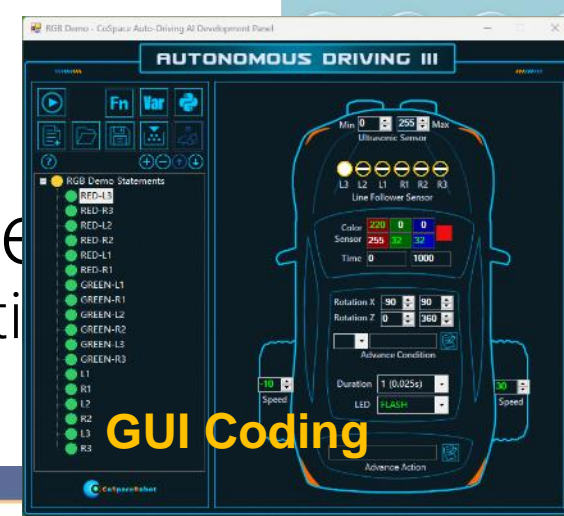 RGB Demo - CoSpace Auto-Driving AI Development Panel
AUTONOMOUS DRIVING III
Fn Var
RGB Demo Statements
RED-L3
RED-R3
RED-L2
RED-R2
RED-L1
RED-R1
GREEN-L1
GREEN-R1
GREEN-L2
GREEN-R2
GREEN-L3
GREEN-R3
L1
R1
L2
R2
L3
R3
CoSpaceRobot
Min 0 255 Max
Ultrasonic Sensor
L3 L2 L1 R1 R2 R3
Line Follower Sensor
Color 220 0 0
Sensor 255 32 32
Time 0 1000
Rotation X 90 90
Rotation Z 0 360
Advance Condition
Duration 1 (0.025s)
LED FLASH
-10
Speed
30
Speed
Advance Action
GUI Coding
e
ti